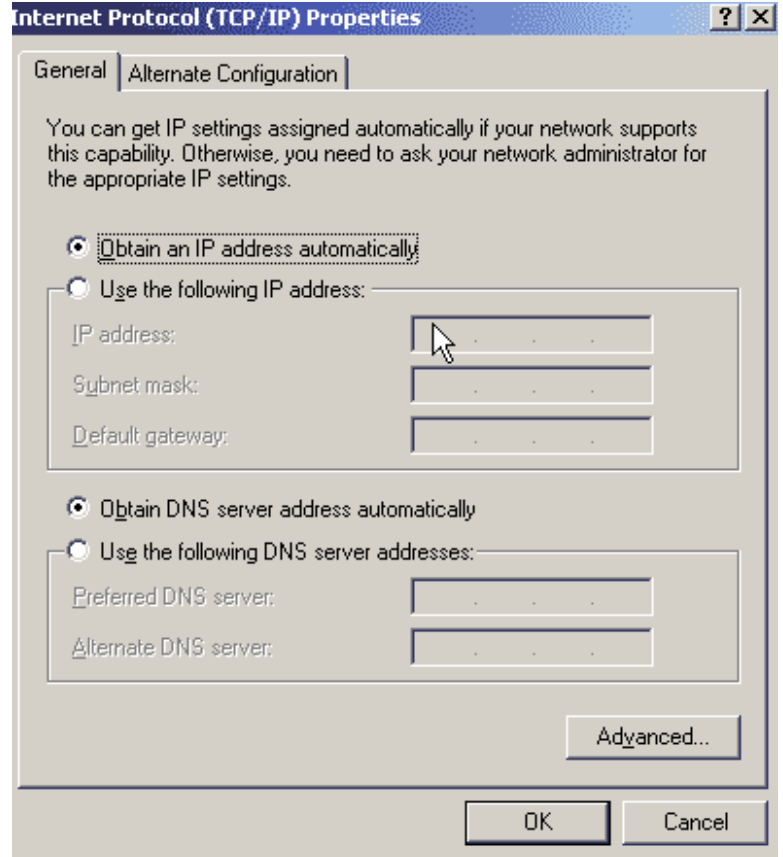 Internet Protocol (TCP/IP) Properties
General
Alternate Configuration
You can get IP settings assigned automatically if your network supports
this capability. Otherwise, you need to ask your network administrator for
the appropriate IP settings.
Obtain an IP address automatically
Use the following IP address:
IP address:
Subnet mask:
Default gateway:
Obtain DNS server address automatically
Use the following DNS server addresses:
Preferred DNS server:
Alternate DNS server:
Advanced...
OK
Cancel